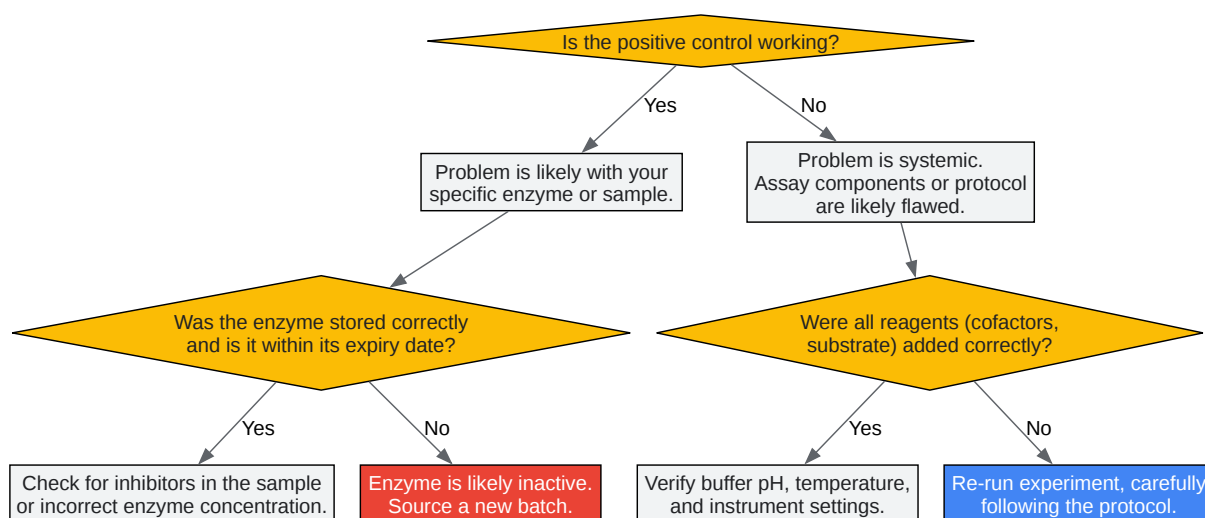 Is the positive control working?
Yes
No
Problem is likely with your
specific enzyme or sample.
Problem is systemic.
Assay components or protocol
are likely flawed.
Was the enzyme stored correctly
and is it within its expiry date?
Were all reagents (cofactors,
substrate) added correctly?
Yes
No
Yes
No
Check for inhibitors in the sample
or incorrect enzyme concentration.
Enzyme is likely inactive.
Source a new batch.
Verify buffer pH, temperature,
and instrument settings.
Re-run experiment, carefully
following the protocol.